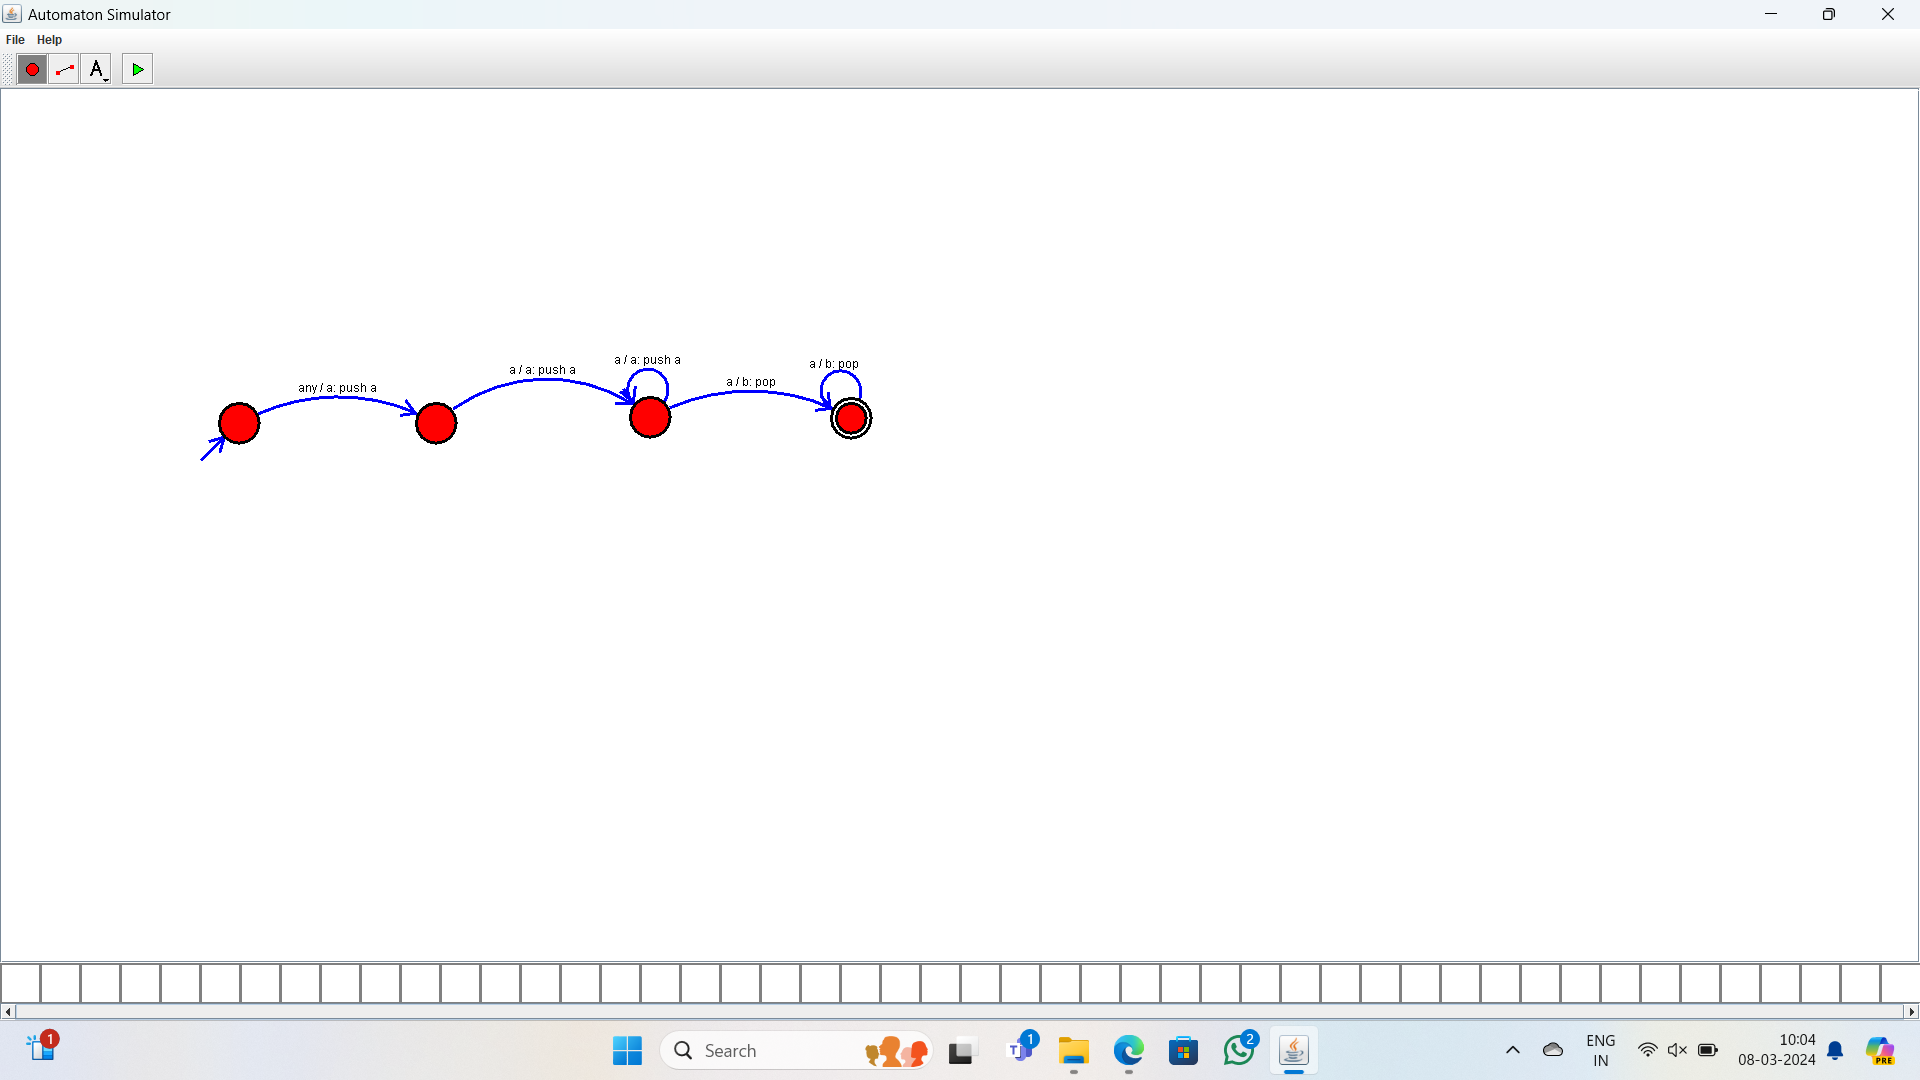 Automaton Simulator
File Help
A
a / a: push a
a / b: pop
a / a: push a
a / b: pop
any / a: push a
1
Search
1
T
2
ENG
IN
10:04
08-03-2024
PRE